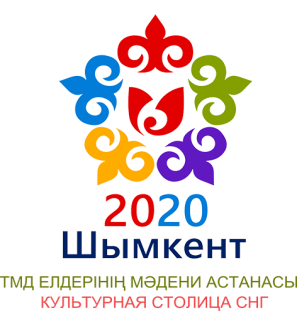 2020
Шымкент
ТМД ЕЛДЕРІНІҢ МӘДЕНИ АСТАНАСЫ
КУЛЬТУРНАЯ СТОЛИЦА СНГ